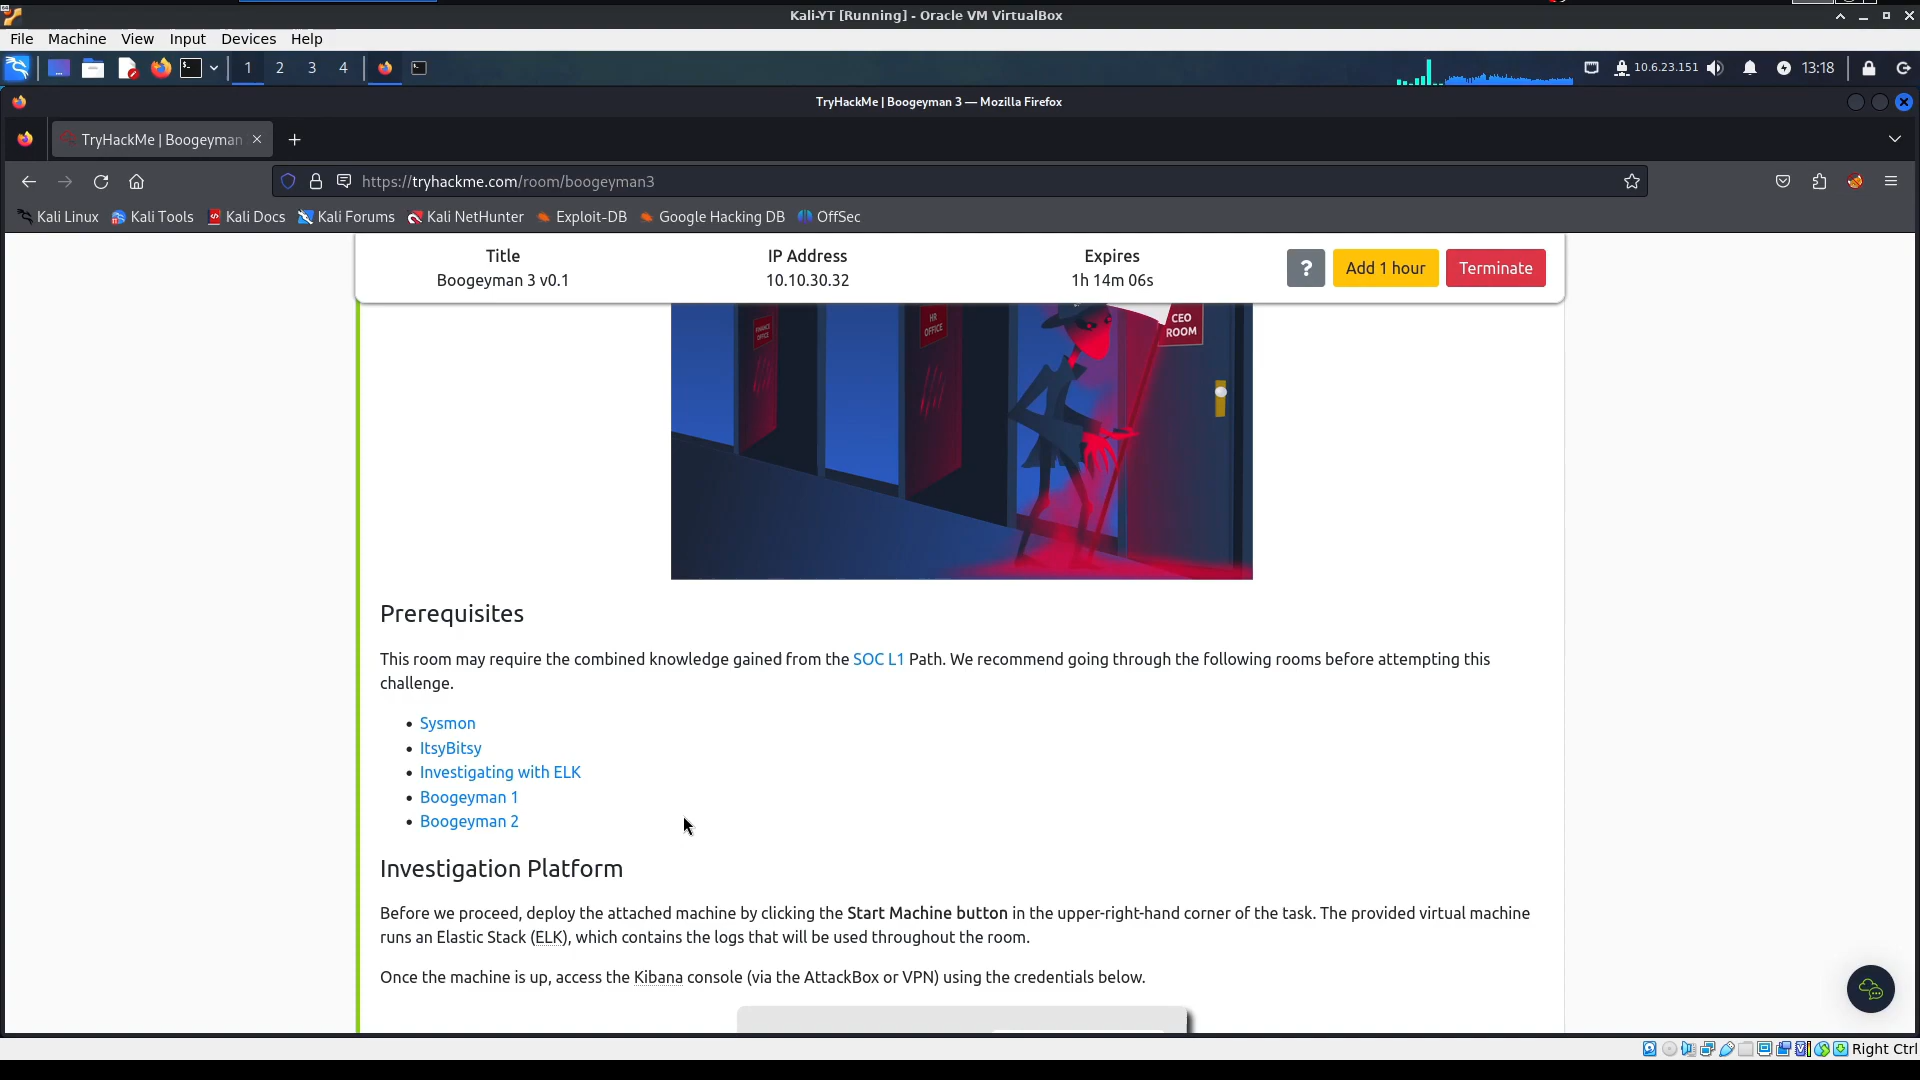 Kali-YT [Running] - Oracle VM VirtualBox
File Machine View Input Devices Help
1 2 3 4 10.6.23.151 13:18
TryHackMe | Boogeyman 3 — Mozilla Firefox
TryHackMe | Boogeyman
https://tryhackme.com/room/boogeyman3
Kali Linux Kali Tools Kali Docs Kali Forums Kali NetHunter Exploit-DB Google Hacking DB OffSec
Title IP Address Expires
Boogeyman 3 v0.1 10.10.30.32 1h 14m 06s
? Add 1 hour Terminate
FINANCE
OFFICE
HR
OFFICE
CEO
ROOM
Prerequisites
This room may require the combined knowledge gained from the SOC L1 Path. We recommend going through the following rooms before attempting this
challenge.
• Sysmon
• ItsyBitsy
• Investigating with ELK
• Boogeyman 1
• Boogeyman 2
Investigation Platform
Before we proceed, deploy the attached machine by clicking the Start Machine button in the upper-right-hand corner of the task. The provided virtual machine
runs an Elastic Stack (ELK), which contains the logs that will be used throughout the room.
Once the machine is up, access the Kibana console (via the AttackBox or VPN) using the credentials below.
Right Ctrl